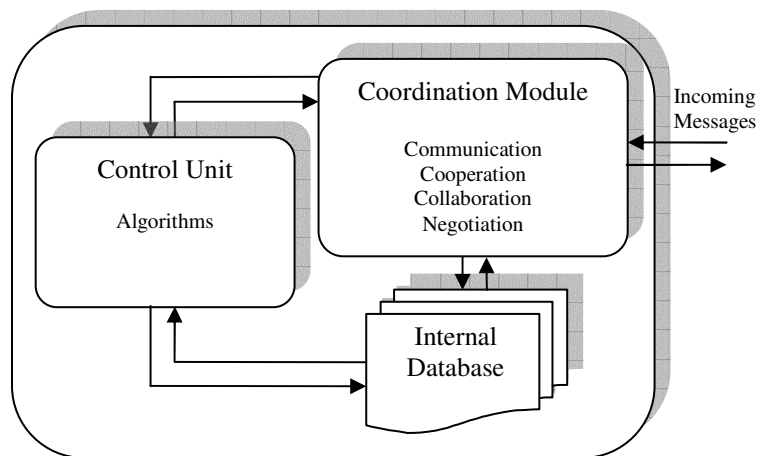 Coordination Module
Communication
Cooperation
Collaboration
Negotiation
Incoming
Messages
Control Unit
Algorithms
Internal
Database